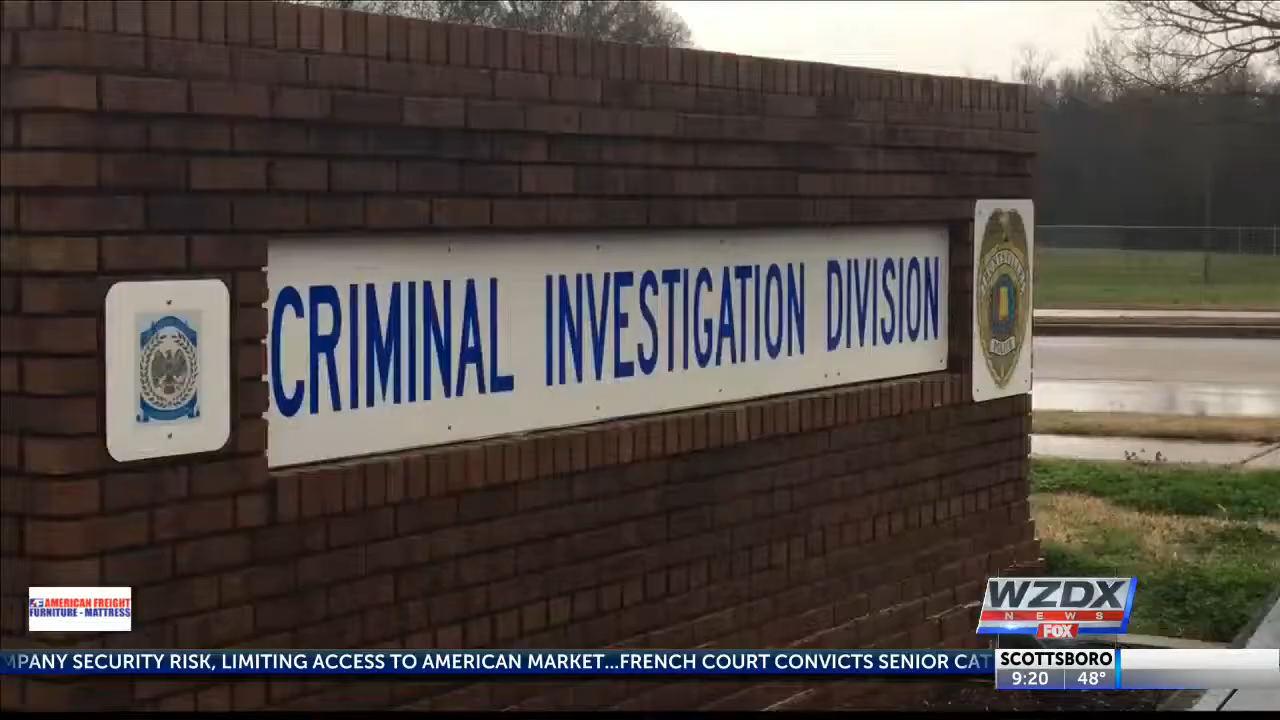 CRIMINAL INVESTIGATION DIVISION
POLICE
AMERICAN FREIGHT
FURNITURE - MATTRESS
WZDX
NEWS
FOX
MPANY SECURITY RISK, LIMITING ACCESS TO AMERICAN MARKET...FRENCH COURT CONVICTS SENIOR CAT
SCOTTSBORO
9:20 48°